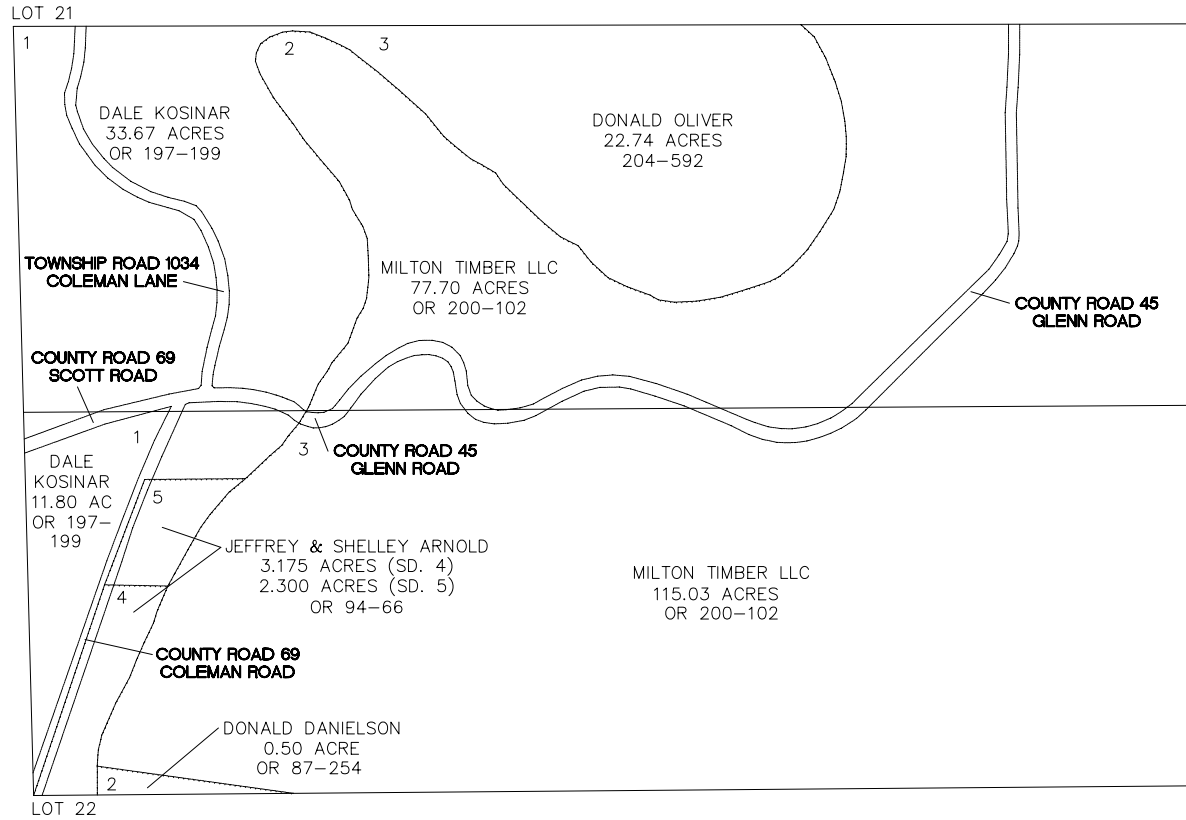 LOT 21
1
2
3
DALE KOSINAR
33.67 ACRES
OR 197-199
DONALD OLIVER
22.74 ACRES
204-592
TOWNSHIP ROAD 1034
COLEMAN LANE
MILTON TIMBER LLC
77.70 ACRES
OR 200-102
COUNTY ROAD 45
GLENN ROAD
COUNTY ROAD 69
SCOTT ROAD
1
3
COUNTY ROAD 45
GLENN ROAD
DALE
KOSINAR
11.80 AC
OR 197-
199
5
JEFFREY & SHELLEY ARNOLD
3.175 ACRES (SD. 4)
2.300 ACRES (SD. 5)
OR 94-66
MILTON TIMBER LLC
115.03 ACRES
OR 200-102
4
COUNTY ROAD 69
COLEMAN ROAD
DONALD DANIELSON
0.50 ACRE
OR 87-254
2
LOT 22